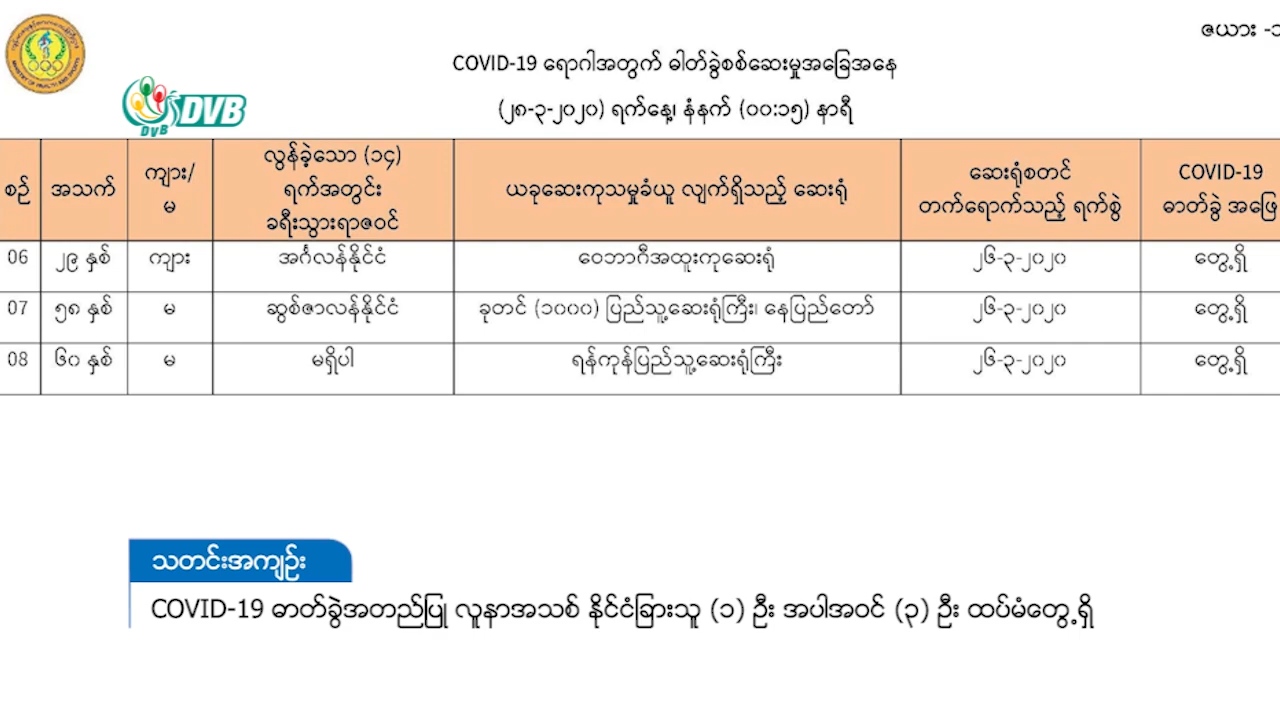 ဇယား -၁
COVID-19 ရောဂါအတွက် ဓါတ်ခွဲစစ်ဆေးမှုအခြေအနေ
(၂၈-၃-၂၀၂၀) ရက်နေ့၊ နံနက် (၀၀:၁၅) နာရီ
DVB DVB
စဉ် အသက် ကျား/မ လွန်ခဲ့သော (၁၄) ရက်အတွင်း ခရီးသွားရာဇဝင် ယခုဆေးကုသမှုခံယူ လျက်ရှိသည့် ဆေးရုံ ဆေးရုံစတင် တက်ရောက်သည့် ရက်စွဲ COVID-19 ဓာတ်ခွဲ အဖြေ
06 ၂၉ နှစ် ကျား အင်္ဂလန်နိုင်ငံ ဝေဘာဂီအထူးကုဆေးရုံ ၂၆-၃-၂၀၂၀ တွေ့ရှိ
07 ၅၈ နှစ် မ ဆွစ်ဇာလန်နိုင်ငံ ခုတင် (၁၀၀၀) ပြည်သူ့ဆေးရုံကြီး၊ နေပြည်တော် ၂၆-၃-၂၀၂၀ တွေ့ရှိ
08 ၆၀ နှစ် မ မရှိပါ ရန်ကုန်ပြည်သူ့ဆေးရုံကြီး ၂၆-၃-၂၀၂၀ တွေ့ရှိ
သတင်းအကျဉ်း
COVID-19 ဓာတ်ခွဲအတည်ပြု လူနာအသစ် နိုင်ငံခြားသူ (၁) ဦး အပါအဝင် (၃) ဦး ထပ်မံတွေ့ရှိ